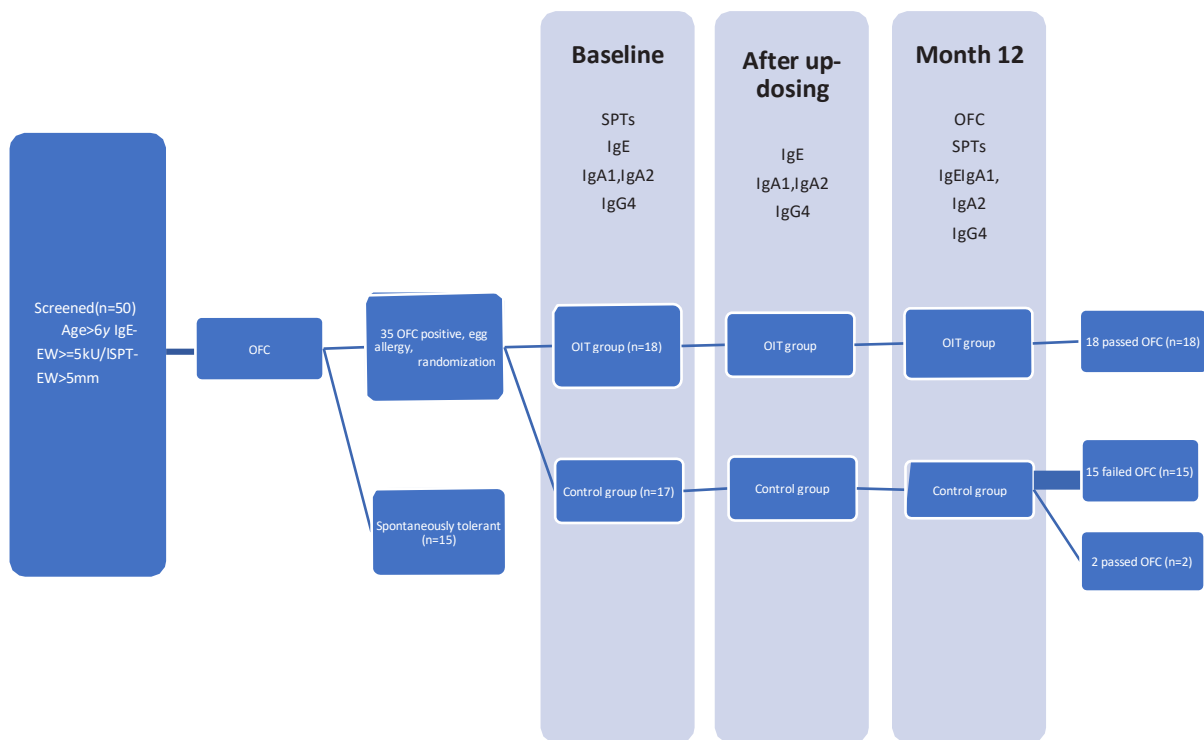 Screened(n=50)
Age>6y IgE-
EW>=5kU/lSPT-
EW>5mm
OFC
35 OFC positive, egg
allergy,
randomization
Spontaneously tolerant
(n=15)
Baseline
SPTs
IgE
IgA1,IgA2
IgG4
OIT group (n=18)
Control group (n=17)
After up-
dosing
IgE
IgA1,IgA2
IgG4
OIT group
Control group
Month 12
OFC
SPTs
IgEIgA1,
IgA2
IgG4
OIT group
Control group
18 passed OFC (n=18)
15 failed OFC (n=15)
2 passed OFC (n=2)